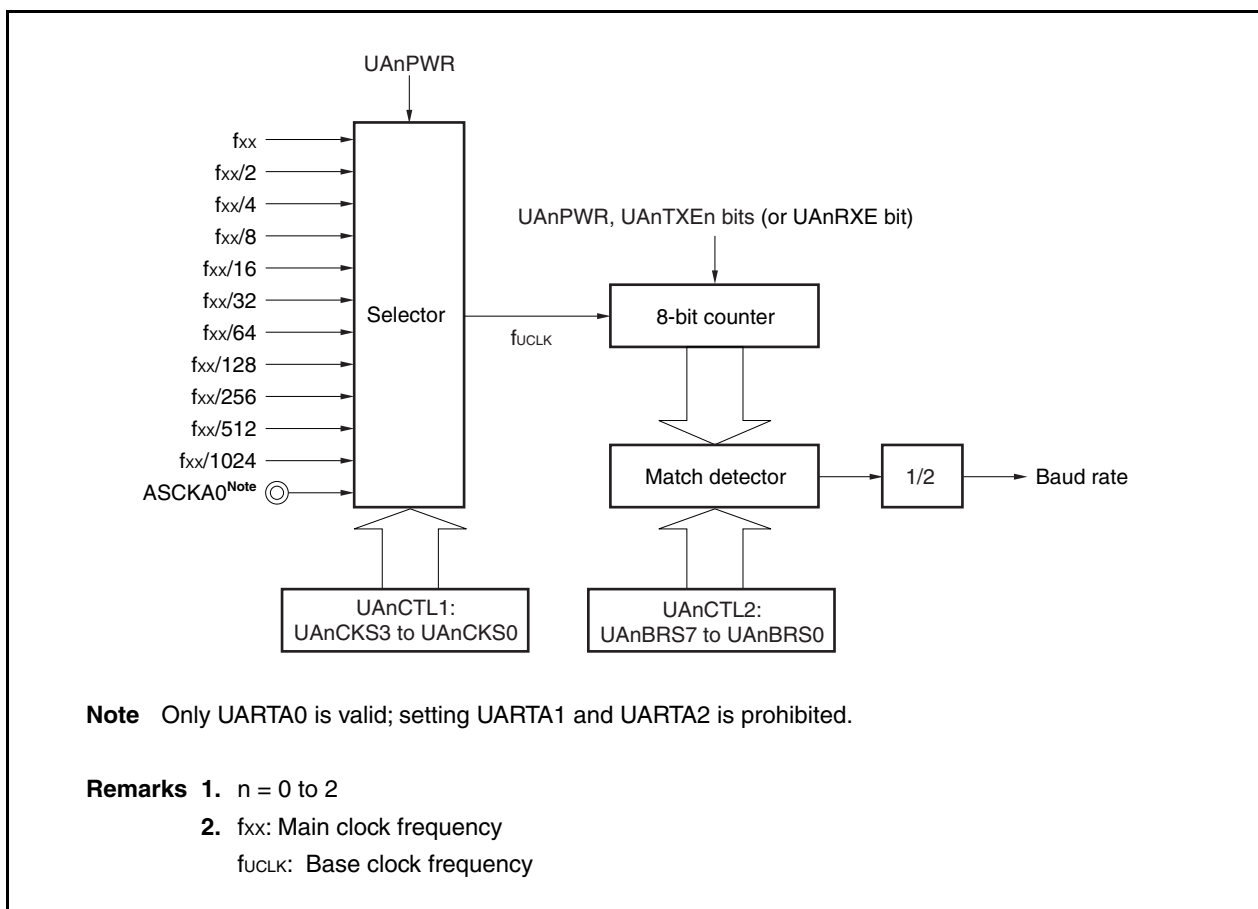 UAnPWR
fxx
fxx/2
fxx/4
fxx/8
fxx/16
fxx/32
fxx/64
fxx/128
fxx/256
fxx/512
fxx/1024
ASCKA0Note
Selector
fUCLK
UAnPWR, UAnTXEn bits (or UAnRXE bit)
8-bit counter
Match detector
1/2
Baud rate
UAnCTL1:
UAnCKS3 to UAnCKS0
UAnCTL2:
UAnBRS7 to UAnBRS0
Note Only UARTA0 is valid; setting UARTA1 and UARTA2 is prohibited.
Remarks 1. n = 0 to 2
2. fxx: Main clock frequency
fUCLK: Base clock frequency